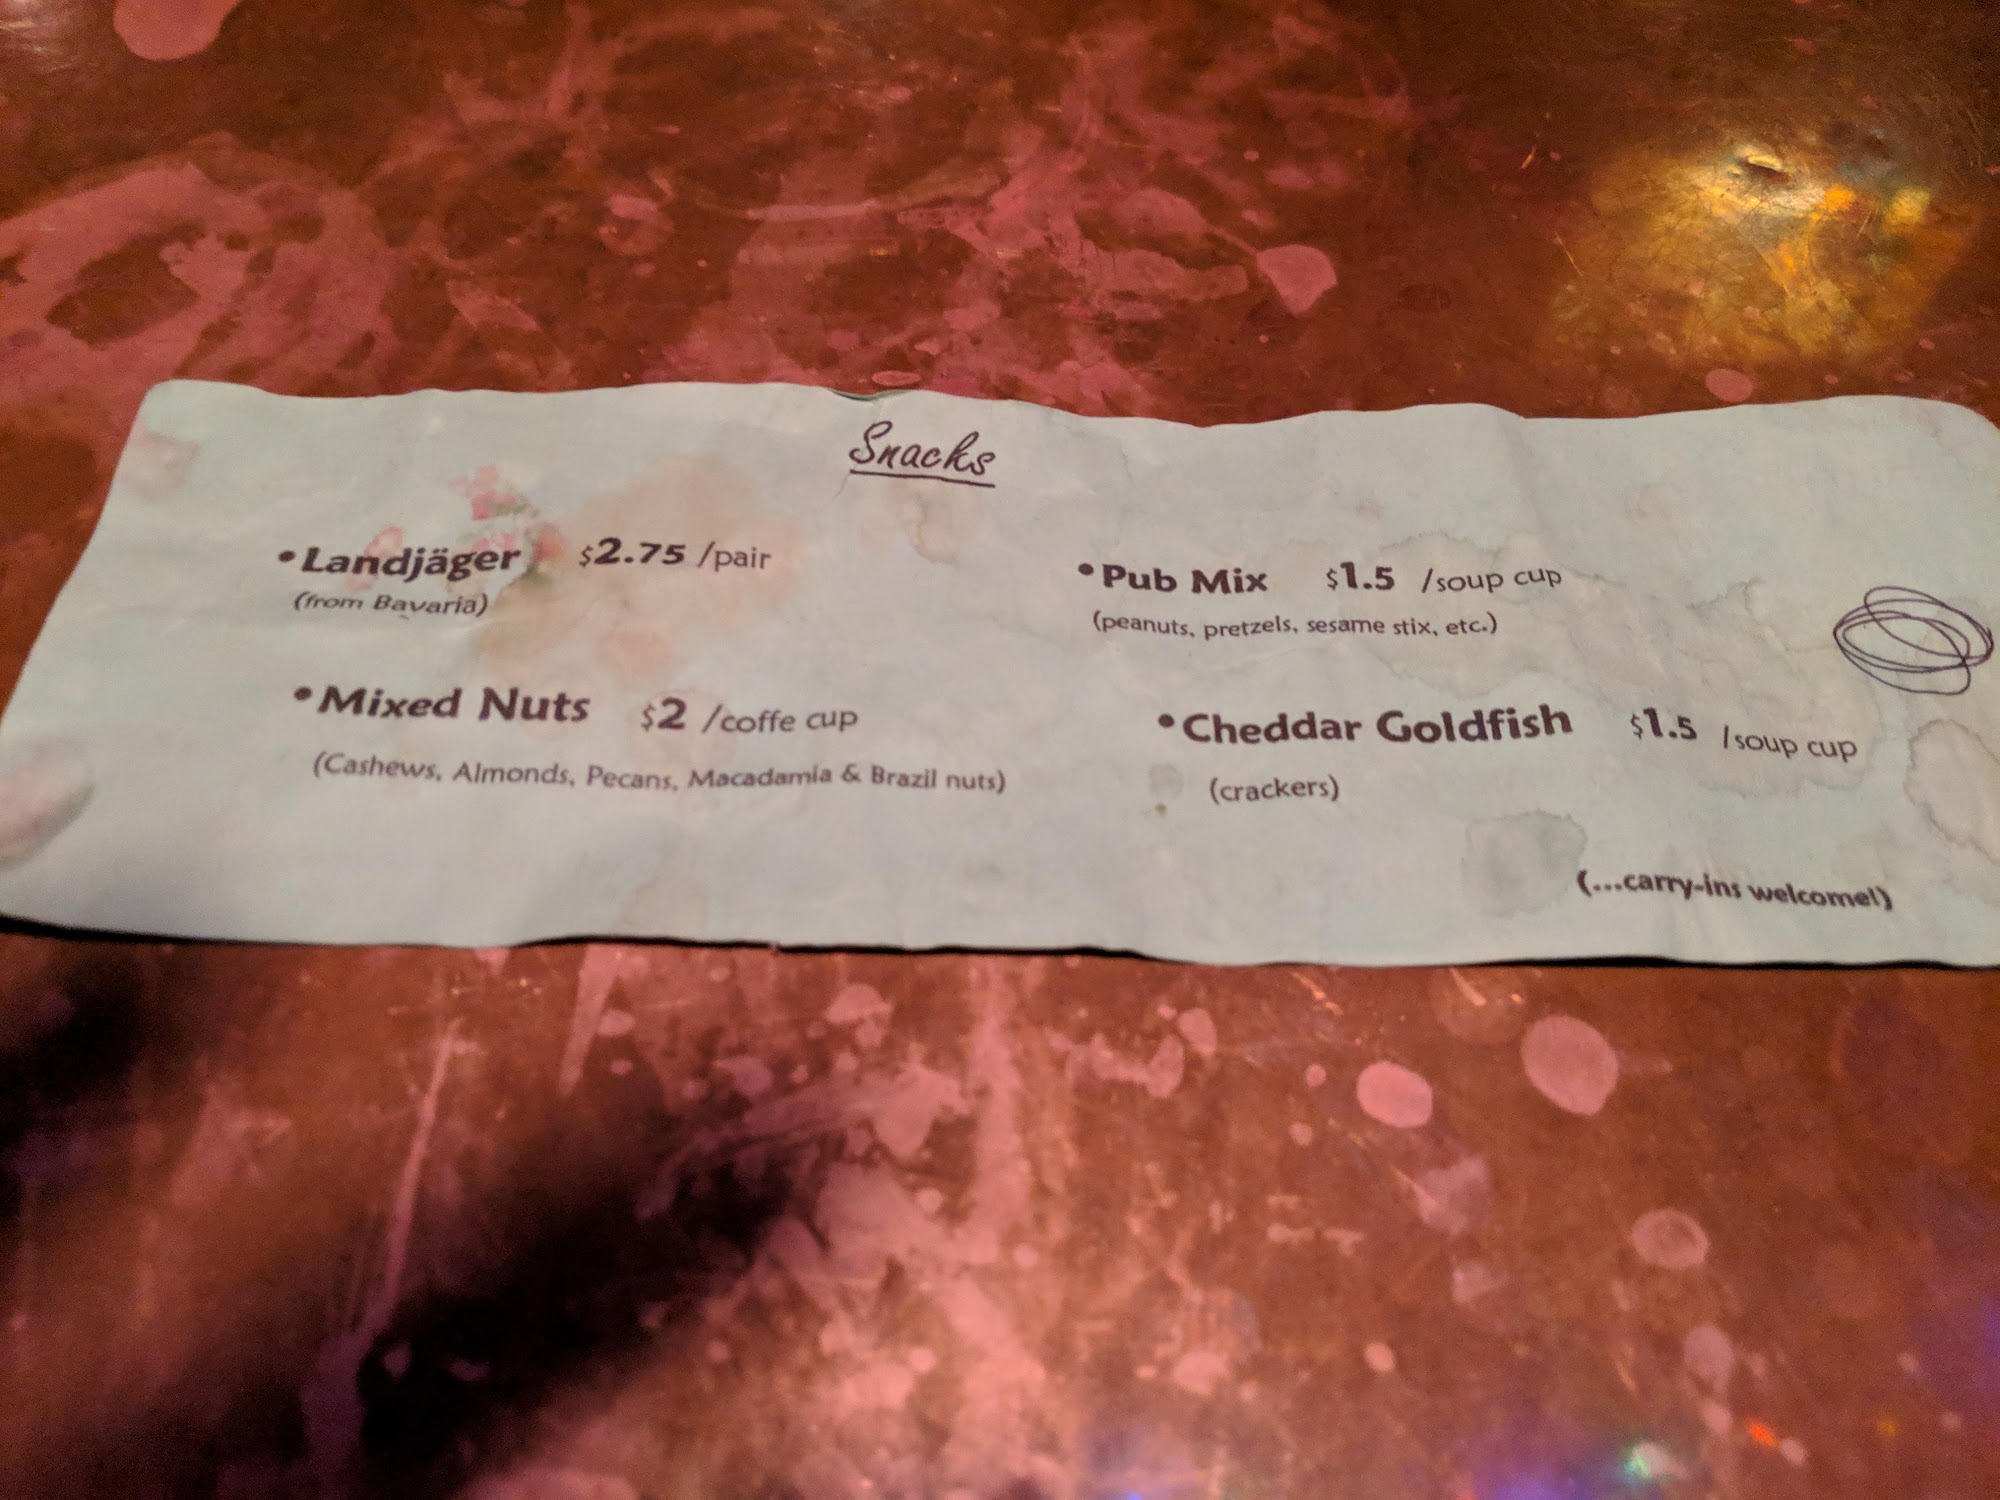 Snacks
•Landjäger $2.75 /pair
(from Bavaria)
•Mixed Nuts $2 /coffe cup
(Cashews, Almonds, Pecans, Macadamia & Brazil nuts)
•Pub Mix $1.5 /soup cup
(peanuts, pretzels, sesame stix, etc.)
•Cheddar Goldfish $1.5 /soup cup
(crackers)
(...carry-ins welcome!)